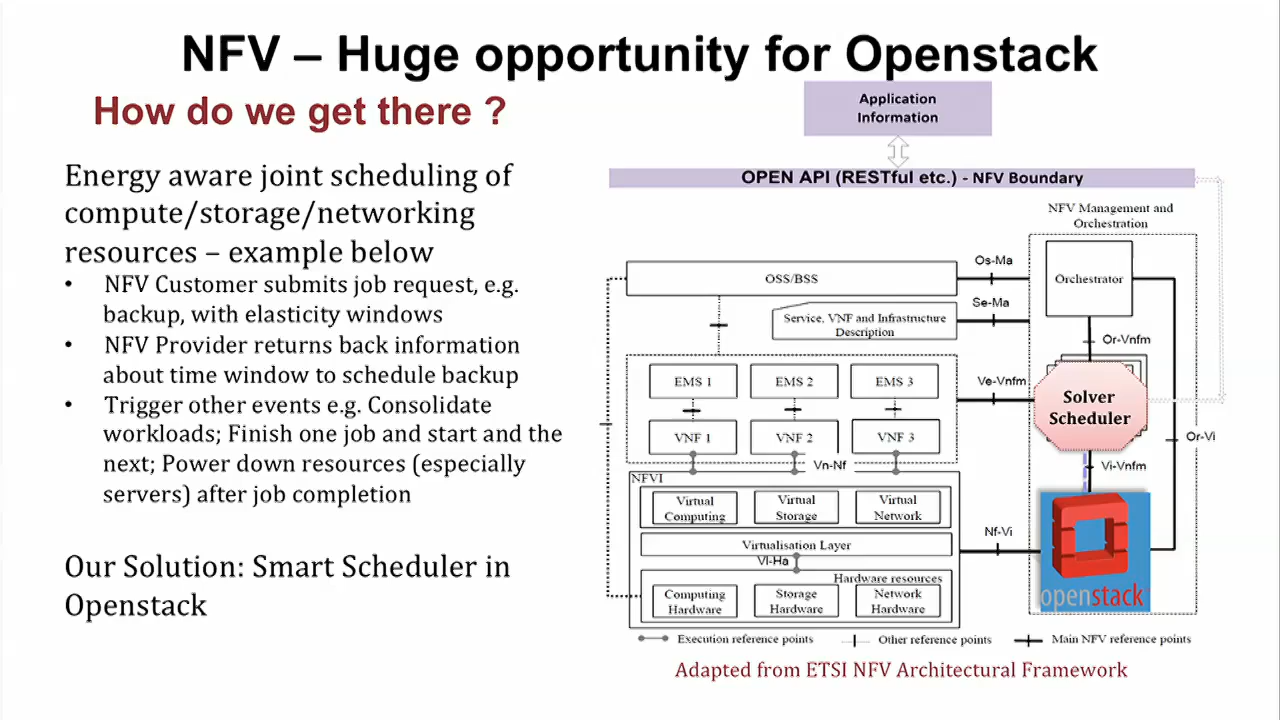 NFV – Huge opportunity for Openstack
How do we get there ?
Energy aware joint scheduling of
compute/storage/networking
resources – example below
• NFV Customer submits job request, e.g.
backup, with elasticity windows
• NFV Provider returns back information
about time window to schedule backup
• Trigger other events e.g. Consolidate
workloads; Finish one job and start and the
next; Power down resources (especially
servers) after job completion
Our Solution: Smart Scheduler in
Openstack
Application
Information
OPEN API (RESTful etc.) - NFV Boundary
NFV Management and
Orchestration
Os-Ma
OSS/BSS
Orchestrator
Se-Ma
Service, VNF and Infrastructure
Description
Or-Vnfm
EMS 1
EMS 2
EMS 3
Ve-Vnfm
Solver
Scheduler
VNF 1
VNF 2
VNF 3
Or-Vi
Vn-Nf
Vi-Vnfm
NFVI
Virtual
Computing
Virtual
Storage
Virtual
Network
Nf-Vi
Virtualisation Layer
Vl-Ha
Hardware resources
Computing
Hardware
Storage
Hardware
Network
Hardware
openstack
Execution reference points
Other reference points
Main NFV reference points
Adapted from ETSI NFV Architectural Framework